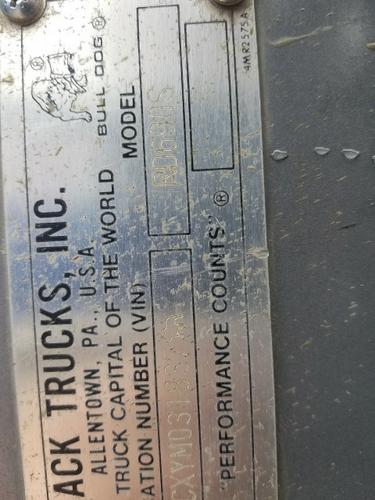 ACK TRUCKS, INC.
ALLENTOWN, PA., U.S.A.
TRUCK CAPITAL OF THE WORLD
BULL DOG®
MODEL
RD690S
ATION NUMBER (VIN)
"PERFORMANCE COUNTS"®
4MR2575A